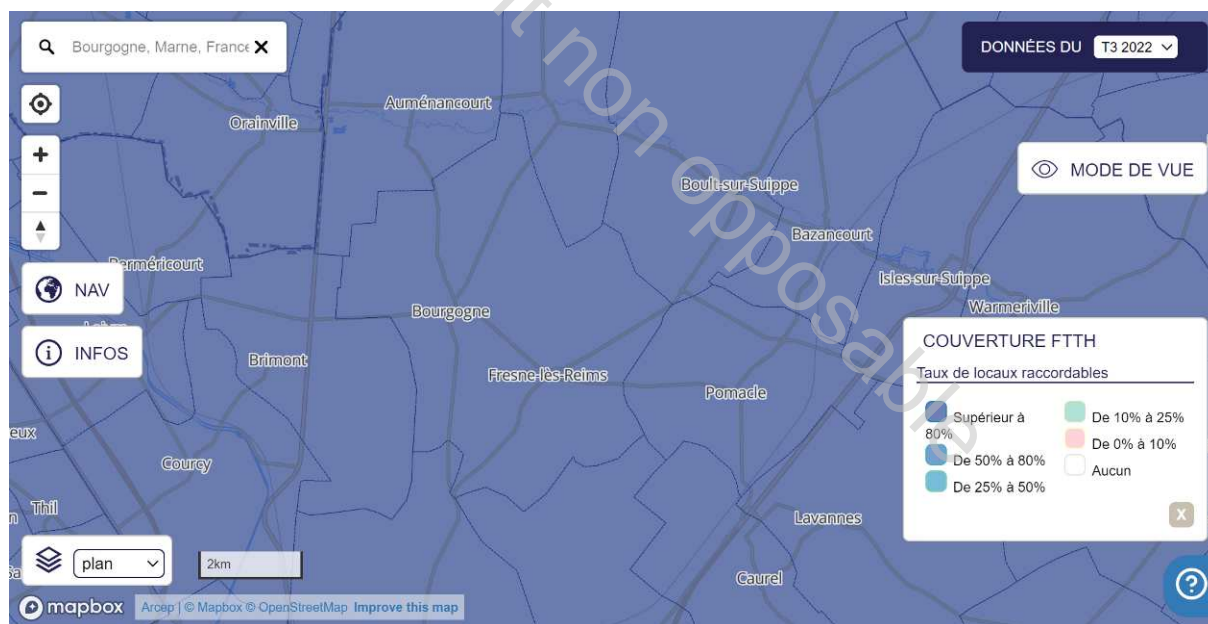 Bourgogne, Marne, France
DONNÉES DU T3 2022
Auménancourt
Orainville
MODE DE VUE
Boult-sur-Suippe
Bazancourt
Berméricourt
Isles-sur-Suippe
NAV
Warmeriville
Bourgogne
INFOS
Brimont
Fresne-lès-Reims
Pomacle
COUVERTURE FTTH
Taux de locaux raccordables
Supérieur à
80%
De 50% à 80%
De 25% à 50%
De 10% à 25%
De 0% à 10%
Aucun
X
Courcy
Thil
Lavannes
plan
2km
Caurel
mapbox
Arcep | © Mapbox © OpenStreetMap Improve this map
t non opposable